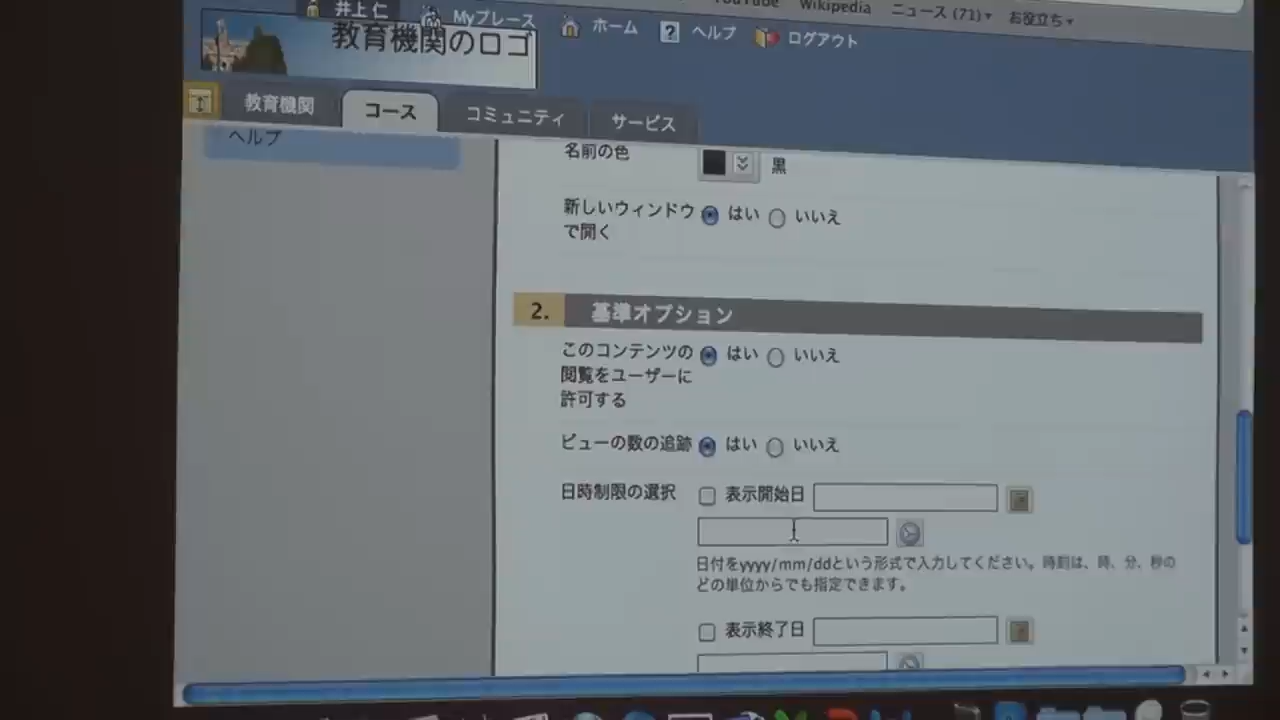 YouTube Wikipedia ニュース (71)▾ お役立ち▾
井上 仁 Myプレース ホーム ? ヘルプ ログアウト
教育機関のロゴ
教育機関 コース コミュニティ サービス
ヘルプ
名前の色 黒
新しいウィンドウ はい いいえ
で開く
2. 基準オプション
このコンテンツの はい いいえ
閲覧をユーザーに
許可する
ビューの数の追跡 はい いいえ
日時制限の選択 表示開始日
日付をyyyy/mm/ddという形式で入力してください。時刻は、時、分、秒の
どの単位からでも指定できます。
表示終了日